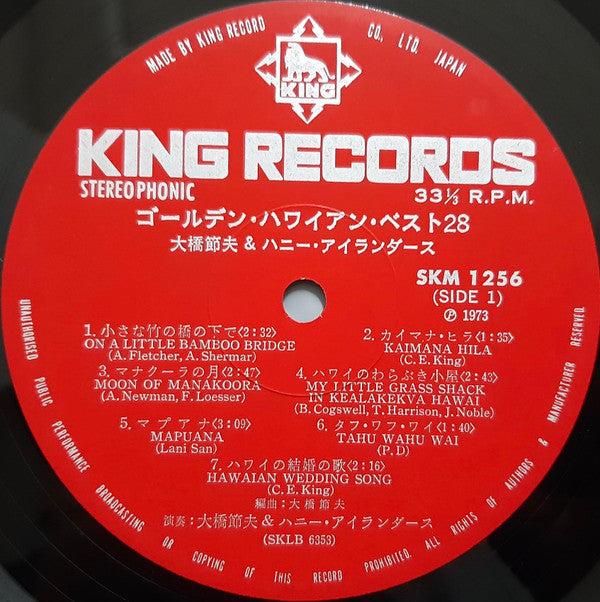 MADE BY KING RECORD CO., LTD. JAPAN
KING
KING RECORDS
STEREOPHONIC
33⅓ R.P.M.
ゴールデン・ハワイアン・ベスト28
大橋節夫 & ハニー・アイランダース
SKM 1256
(SIDE 1)
Ⓟ 1973
1. 小さな竹の橋の下で〈2:32〉
ON A LITTLE BAMBOO BRIDGE
(A. Fletcher, A. Shermar)
2. カイマナ・ヒラ〈1:35〉
KAIMANA HILA
(C.E.King)
3. マナクーラの月〈2:47〉
MOON OF MANAKOORA
(A. Newman, F. Loesser)
4. ハワイのわらぶき小屋〈2:43〉
MY LITTLE GRASS SHACK
IN KEALAKEKVA HAWAI
(B. Cogswell, T. Harrison, J. Noble)
5. マプアナ〈3:09〉
MAPUANA
(Lani San)
6. タフ・ワフ・ワイ〈1:40〉
TAHU WAHU WAI
(P.D)
7. ハワイの結婚の歌〈2:16〉
HAWAIAN WEDDING SONG
(C.E.King)
編曲：大橋節夫
演奏：大橋節夫 & ハニー・アイランダース
(SKLB 6353)
UNAUTHORISED PUBLIC PERFORMANCE BROADCASTING OR COPYING OF THIS RECORD PROHIBITED. ALL RIGHTS OF AUTHORS & MANUFACTURER RESERVED.